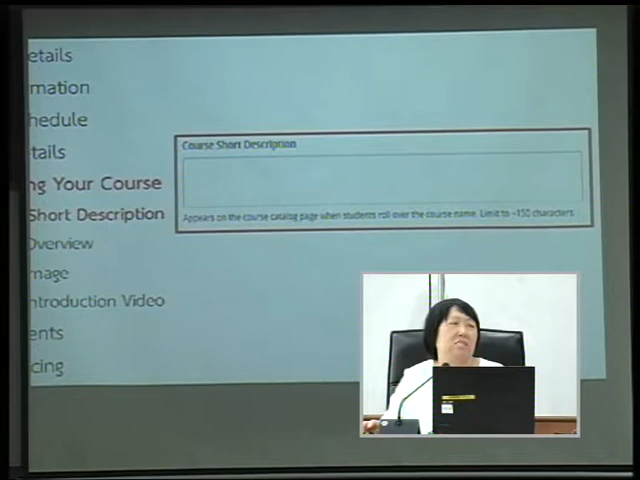 etails
mation
hedule
tails
ng Your Course
Short Description
Overview
mage
ntroduction Video
ents
cing
Course Short Description
Appears on the course catalog page when students roll over the course name. Limit to ~150 characters.